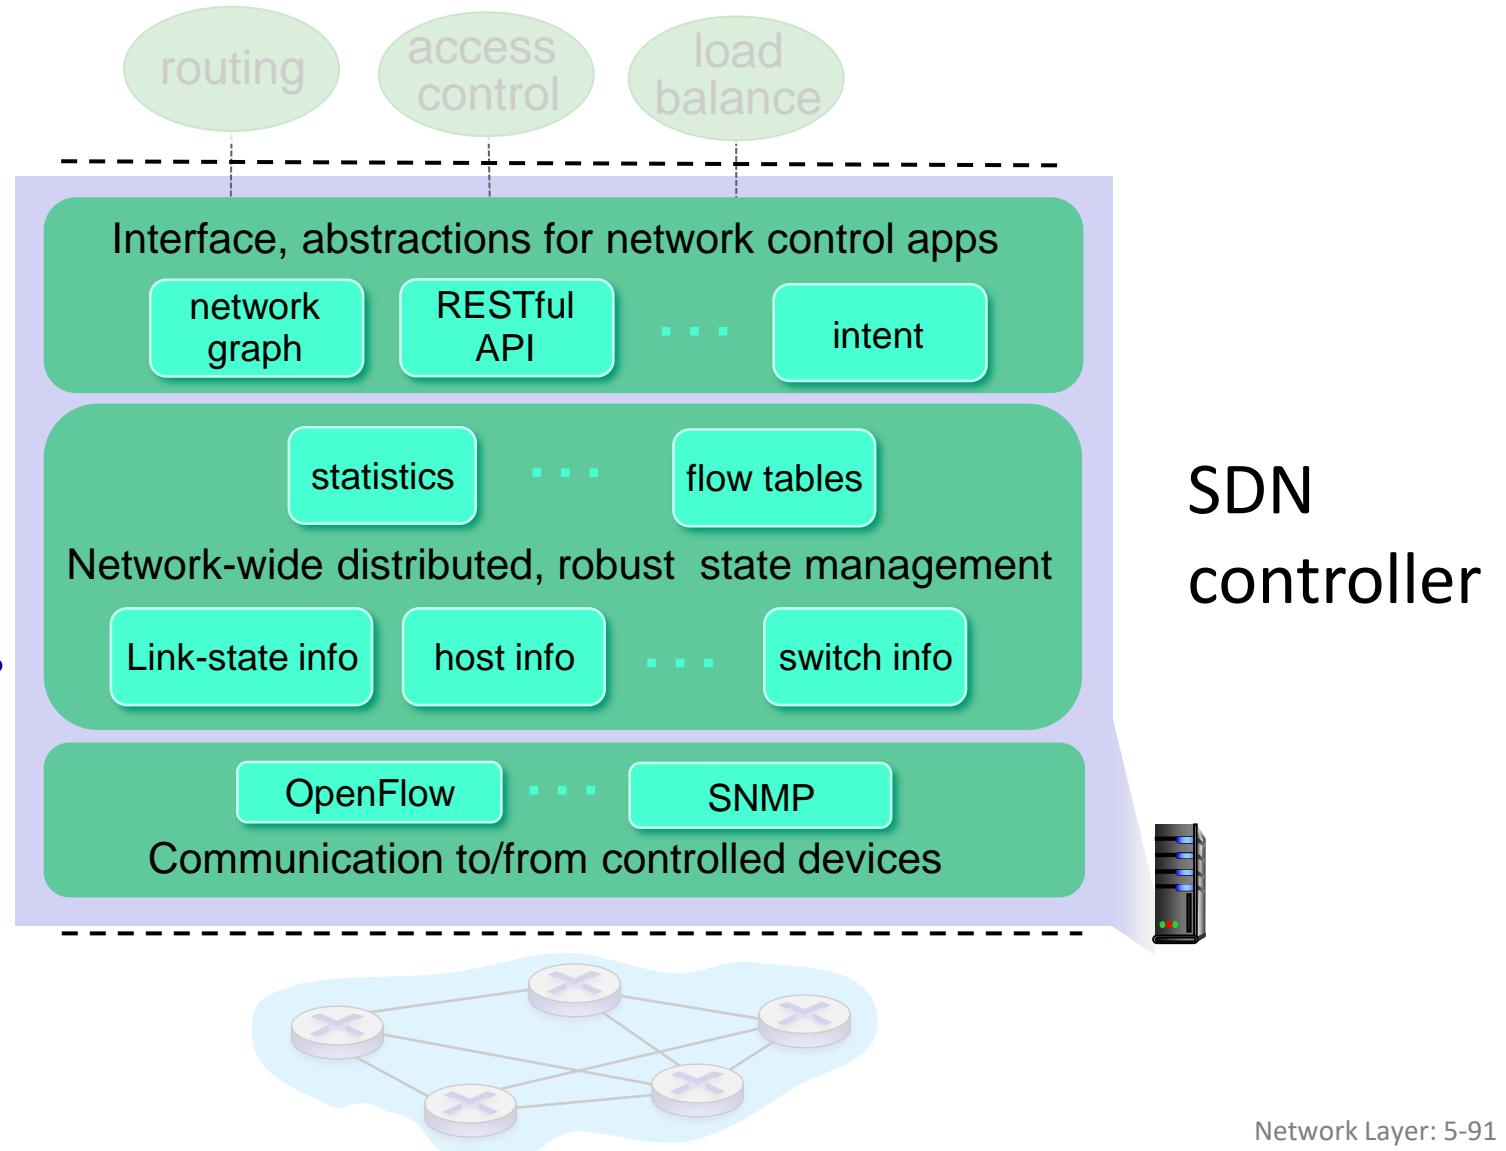 routing
access
control
load
balance
Interface, abstractions for network control apps
network
graph
RESTful
API
. . .
intent
statistics
. . .
flow tables
Network-wide distributed, robust  state management
Link-state info
host info
. . .
switch info
OpenFlow
. . .
SNMP
Communication to/from controlled devices
SDN
controller
Network Layer: 5-91